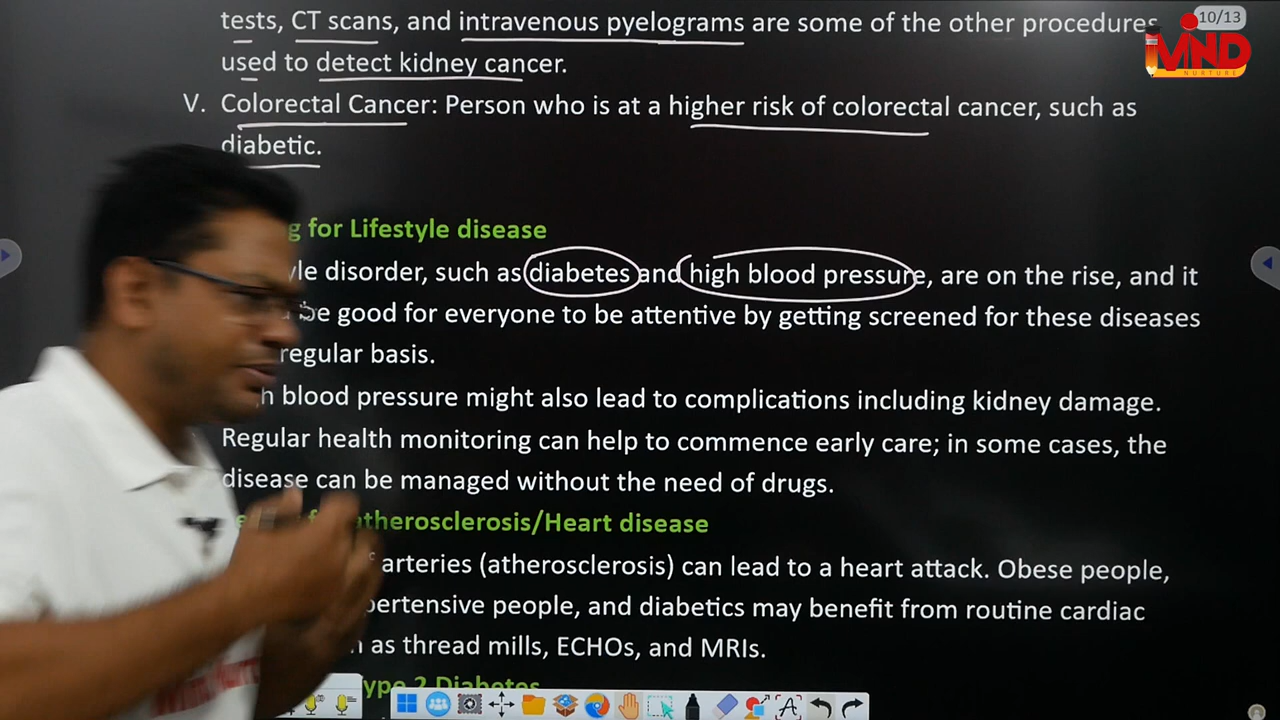 tests, CT scans, and intravenous pyelograms are some of the other procedures
10/13
MIND
NURTURE
used to detect kidney cancer.
V. Colorectal Cancer: Person who is at a higher risk of colorectal cancer, such as
diabetic.
for Lifestyle disease
disorder, such as diabetes and high blood pressure, are on the rise, and it
be good for everyone to be attentive by getting screened for these diseases
regular basis.
blood pressure might also lead to complications including kidney damage.
Regular health monitoring can help to commence early care; in some cases, the
disease can be managed without the need of drugs.
atherosclerosis/Heart disease
arteries (atherosclerosis) can lead to a heart attack. Obese people,
people, and diabetics may benefit from routine cardiac
as thread mills, ECHOs, and MRIs.
2 Diabetes